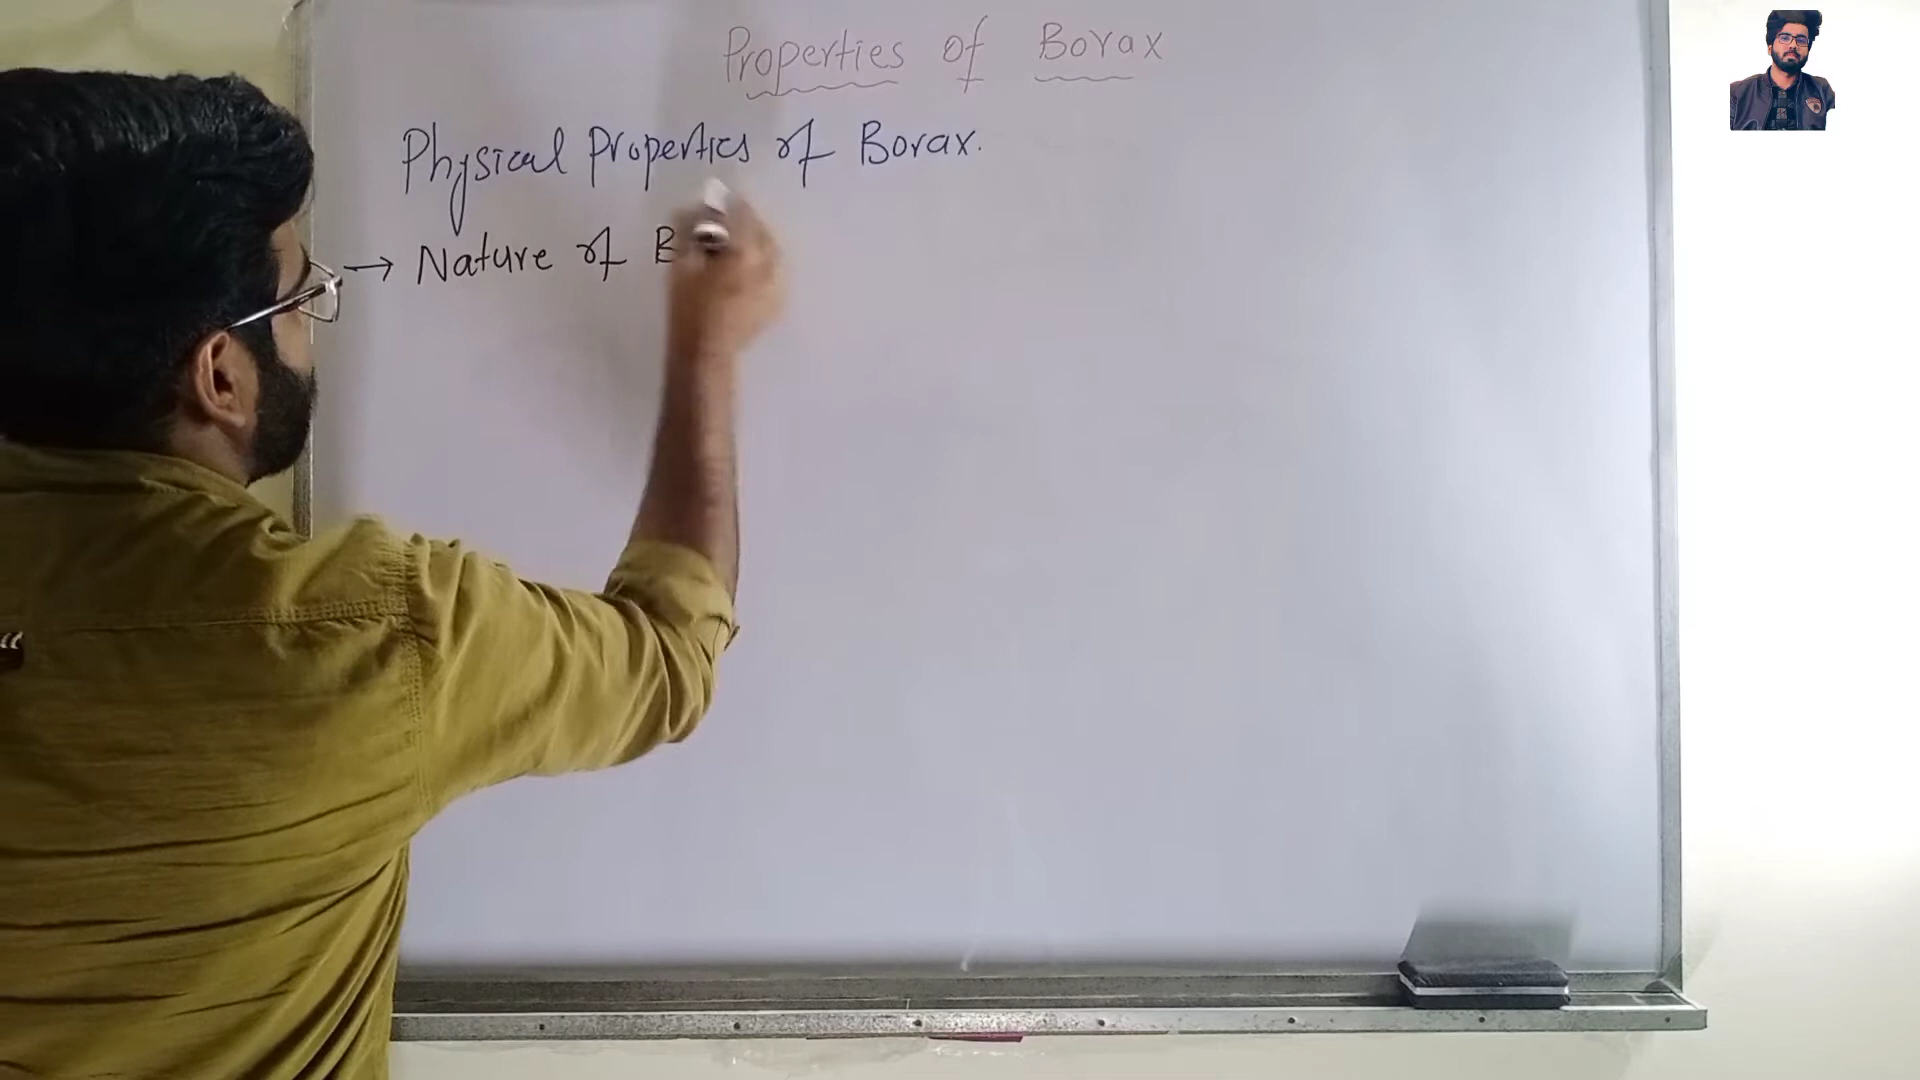 Properties of Borax
Physical Properties of Borax.
→ Nature of B